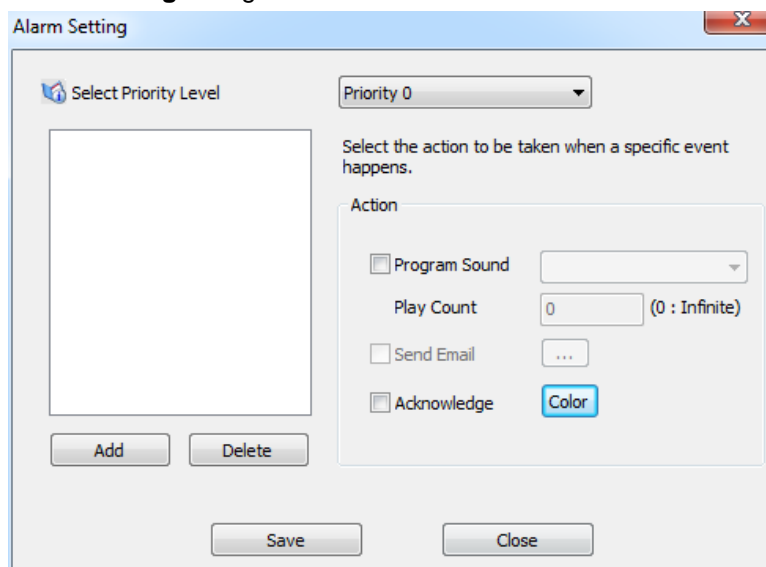 Alarm Setting
Select Priority Level
Priority 0
Select the action to be taken when a specific event
happens.
Action
Program Sound
Play Count
0
(0 : Infinite)
Send Email
...
Acknowledge
Color
Add
Delete
Save
Close